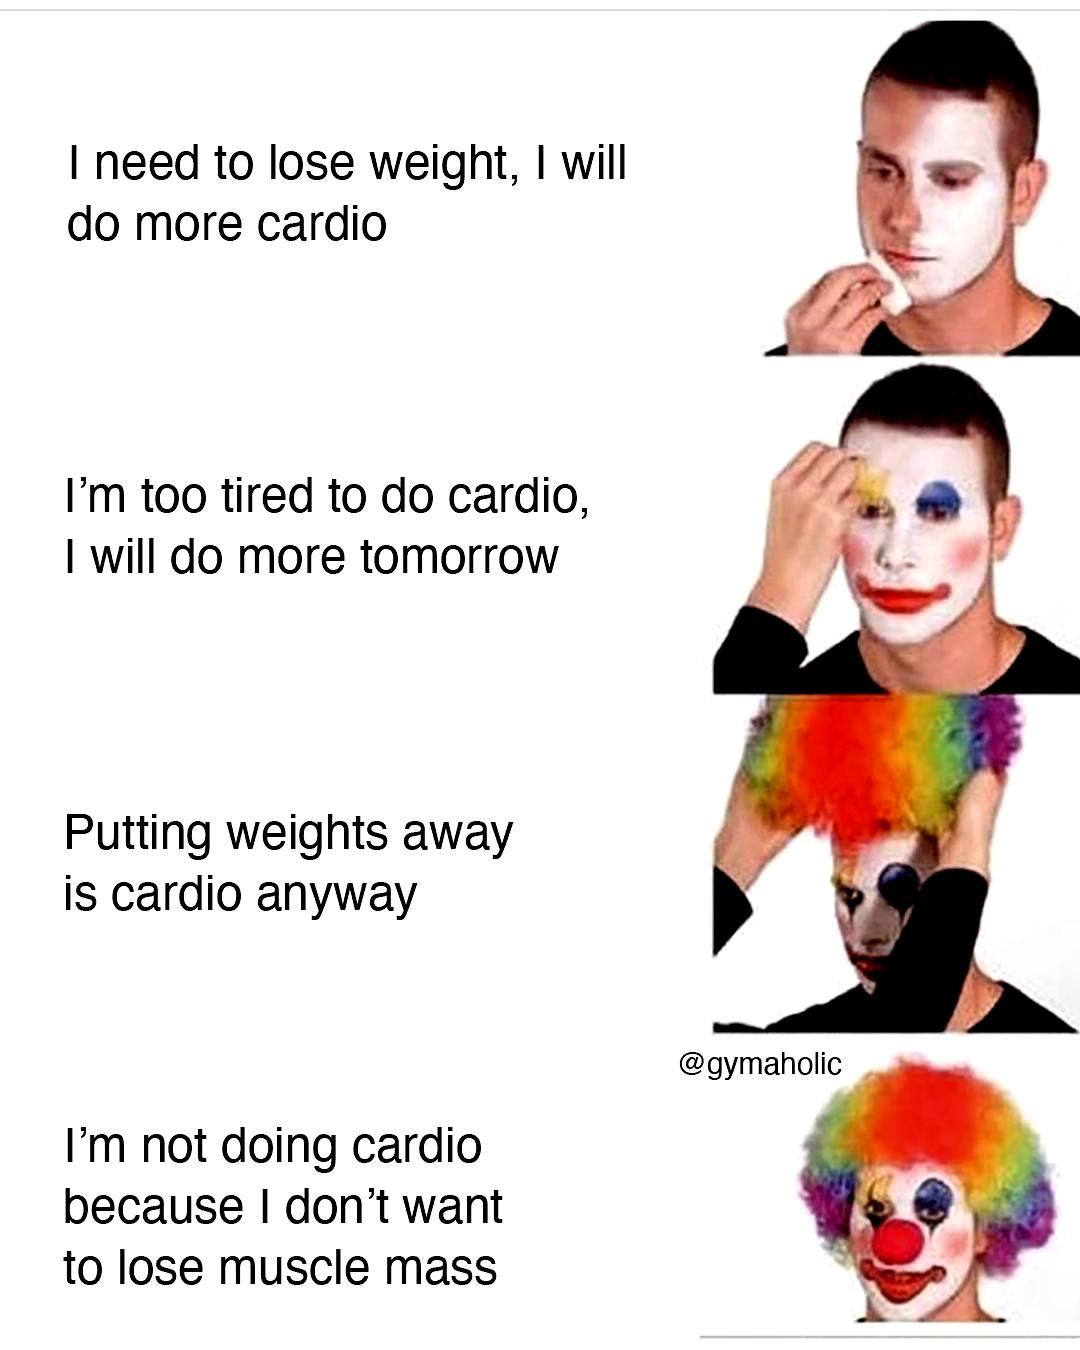 I need to lose weight, I will
do more cardio
I’m too tired to do cardio,
I will do more tomorrow
Putting weights away
is cardio anyway
@gymaholic
I’m not doing cardio
because I don’t want
to lose muscle mass